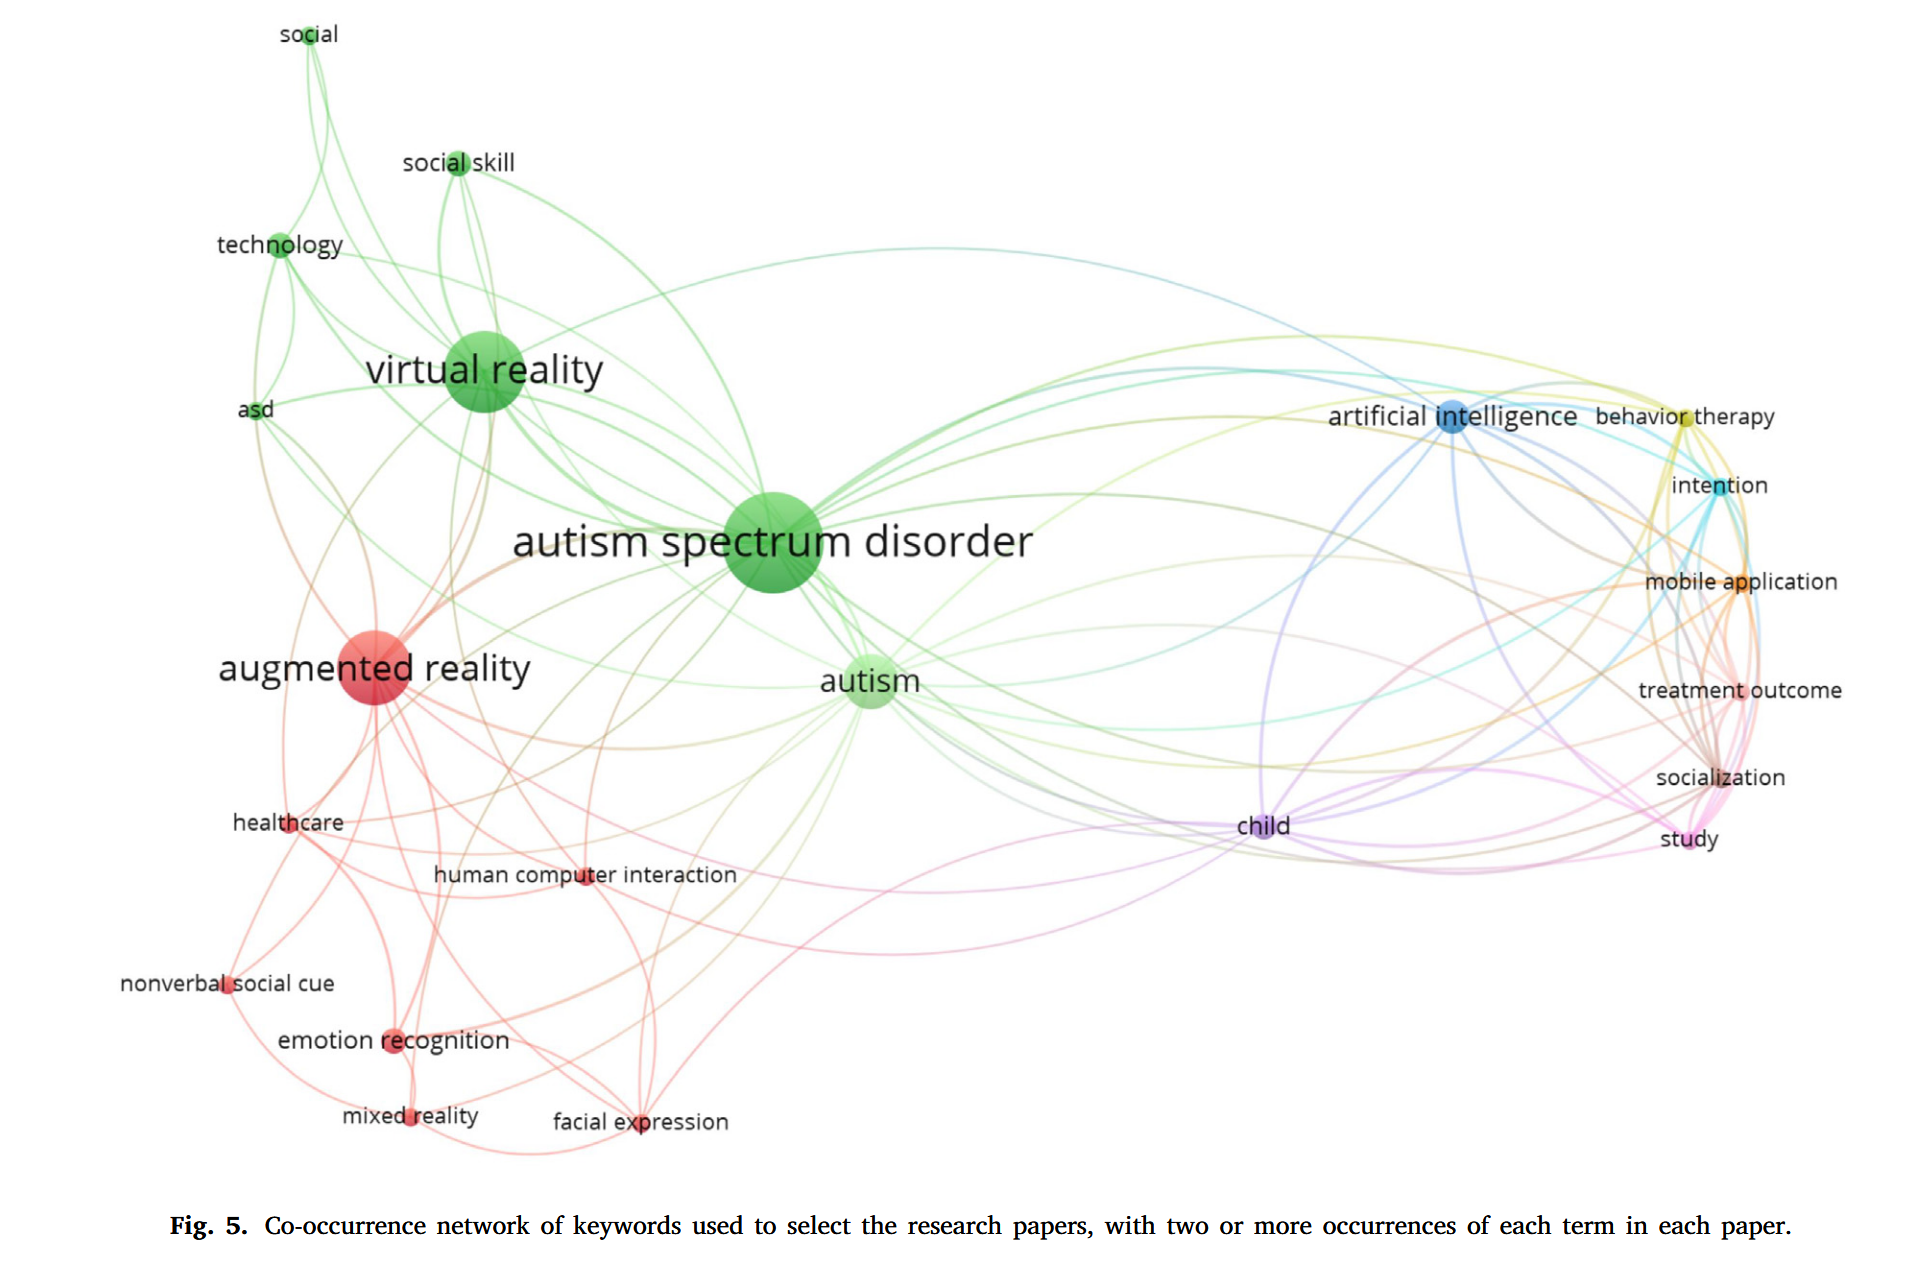 social
social skill
technology
virtual reality
asd
artificial intelligence
behavior therapy
intention
autism spectrum disorder
mobile application
augmented reality
autism
treatment outcome
socialization
healthcare
child
study
human computer interaction
nonverbal social cue
emotion recognition
mixed reality
facial expression
Fig. 5. Co-occurrence network of keywords used to select the research papers, with two or more occurrences of each term in each paper.